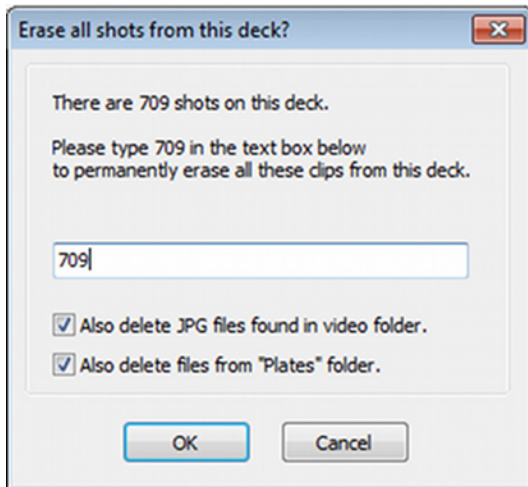 Erase all shots from this deck?
There are 709 shots on this deck.
Please type 709 in the text box below
to permanently erase all these clips from this deck.
709
Also delete JPG files found in video folder.
Also delete files from "Plates" folder.
OK
Cancel